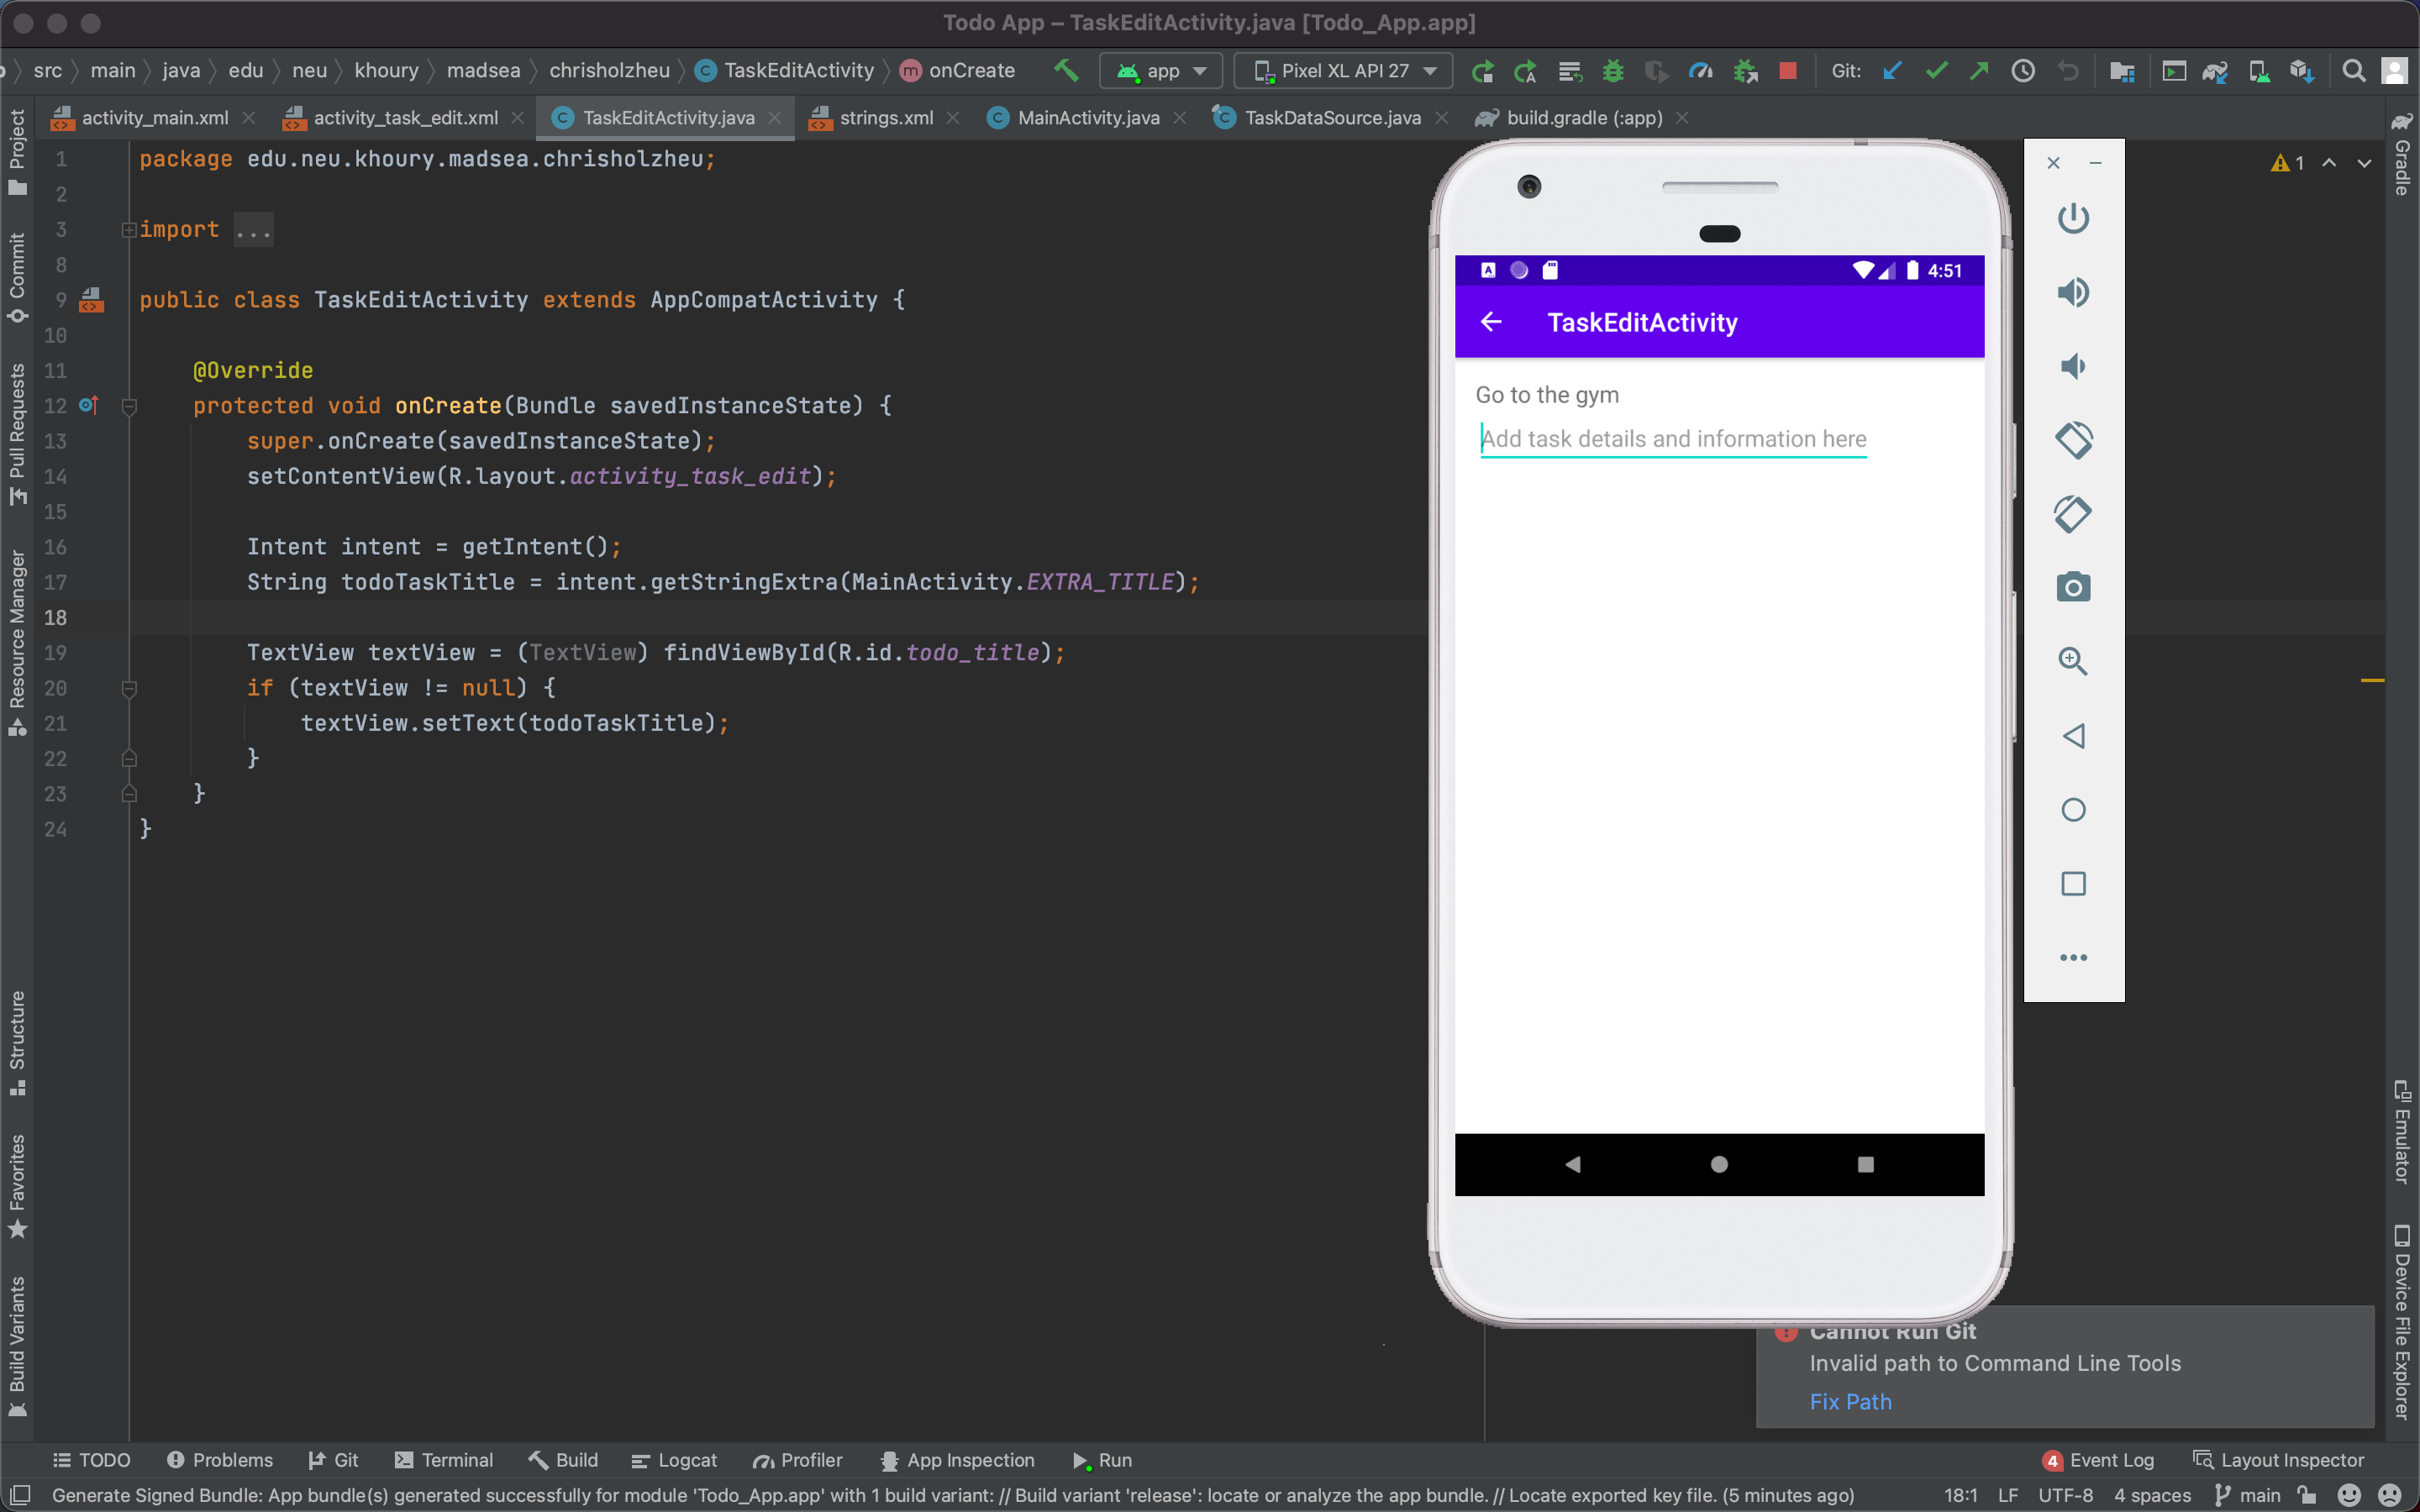 Todo App – TaskEditActivity.java [Todo_App.app]
src main java edu neu khoury madsea chrisholzheu TaskEditActivity onCreate app Pixel XL API 27 Git:
activity_main.xml activity_task_edit.xml TaskEditActivity.java strings.xml MainActivity.java TaskDataSource.java build.gradle (:app)
Project
Commit
Pull Requests
Resource Manager
Structure
Favorites
Build Variants
1 package edu.neu.khoury.madsea.chrisholzheu;
2
3 import ...
8
9 public class TaskEditActivity extends AppCompatActivity {
10
11 @Override
12 protected void onCreate(Bundle savedInstanceState) {
13 super.onCreate(savedInstanceState);
14 setContentView(R.layout.activity_task_edit);
15
16 Intent intent = getIntent();
17 String todoTaskTitle = intent.getStringExtra(MainActivity.EXTRA_TITLE);
18
19 TextView textView = (TextView) findViewById(R.id.todo_title);
20 if (textView != null) {
21 textView.setText(todoTaskTitle);
22 }
23 }
24 }
1
4:51
TaskEditActivity
Go to the gym
Add task details and information here
Gradle
Emulator
Device File Explorer
Cannot Run Git
Invalid path to Command Line Tools
Fix Path
TODO Problems Git Terminal Build Logcat Profiler App Inspection Run 4 Event Log Layout Inspector
Generate Signed Bundle: App bundle(s) generated successfully for module 'Todo_App.app' with 1 build variant: // Build variant 'release': locate or analyze the app bundle. // Locate exported key file. (5 minutes ago) 18:1 LF UTF-8 4 spaces main